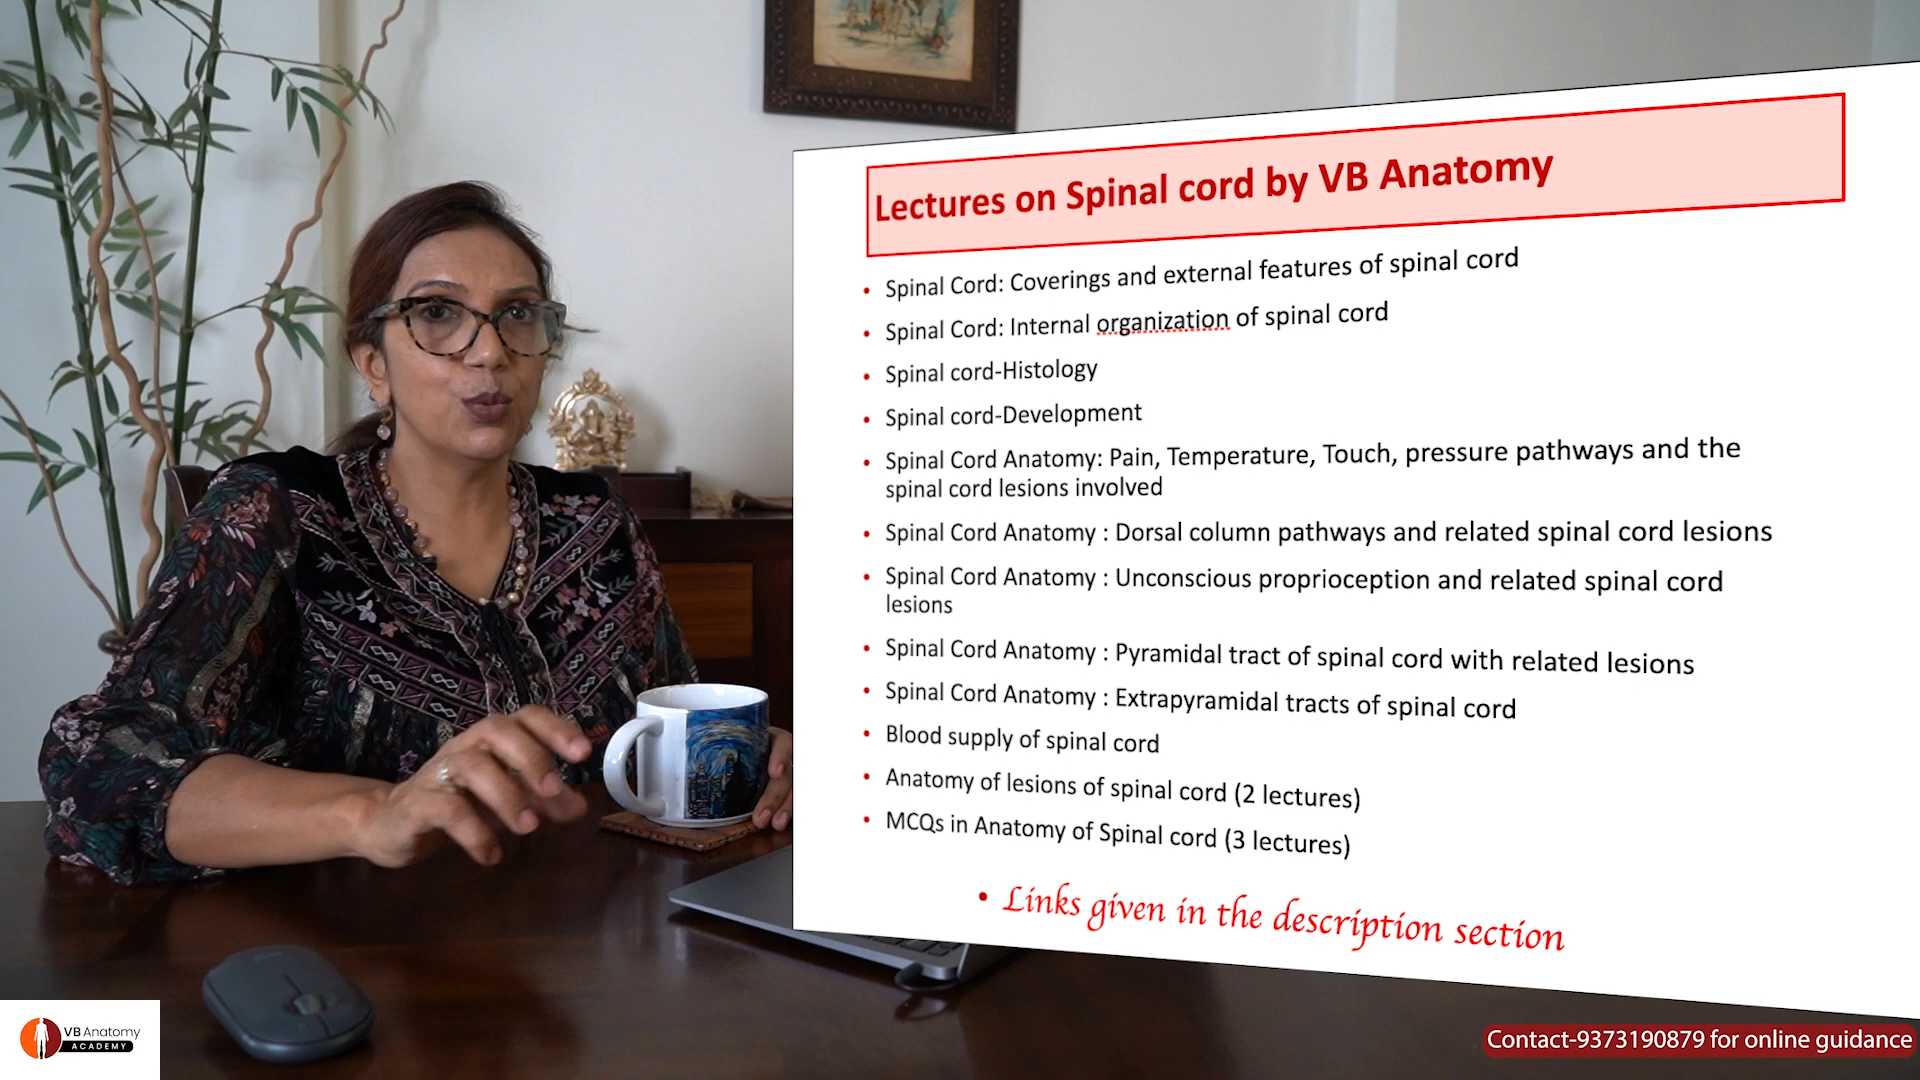 Lectures on Spinal cord by VB Anatomy
• Spinal Cord: Coverings and external features of spinal cord
• Spinal Cord: Internal organization of spinal cord
• Spinal cord-Histology
• Spinal cord-Development
• Spinal Cord Anatomy: Pain, Temperature, Touch, pressure pathways and the
spinal cord lesions involved
• Spinal Cord Anatomy : Dorsal column pathways and related spinal cord lesions
• Spinal Cord Anatomy : Unconscious proprioception and related spinal cord
lesions
• Spinal Cord Anatomy : Pyramidal tract of spinal cord with related lesions
• Spinal Cord Anatomy : Extrapyramidal tracts of spinal cord
• Blood supply of spinal cord
• Anatomy of lesions of spinal cord (2 lectures)
• MCQs in Anatomy of Spinal cord (3 lectures)
• Links given in the description section
VB Anatomy
ACADEMY
Contact-9373190879 for online guidance